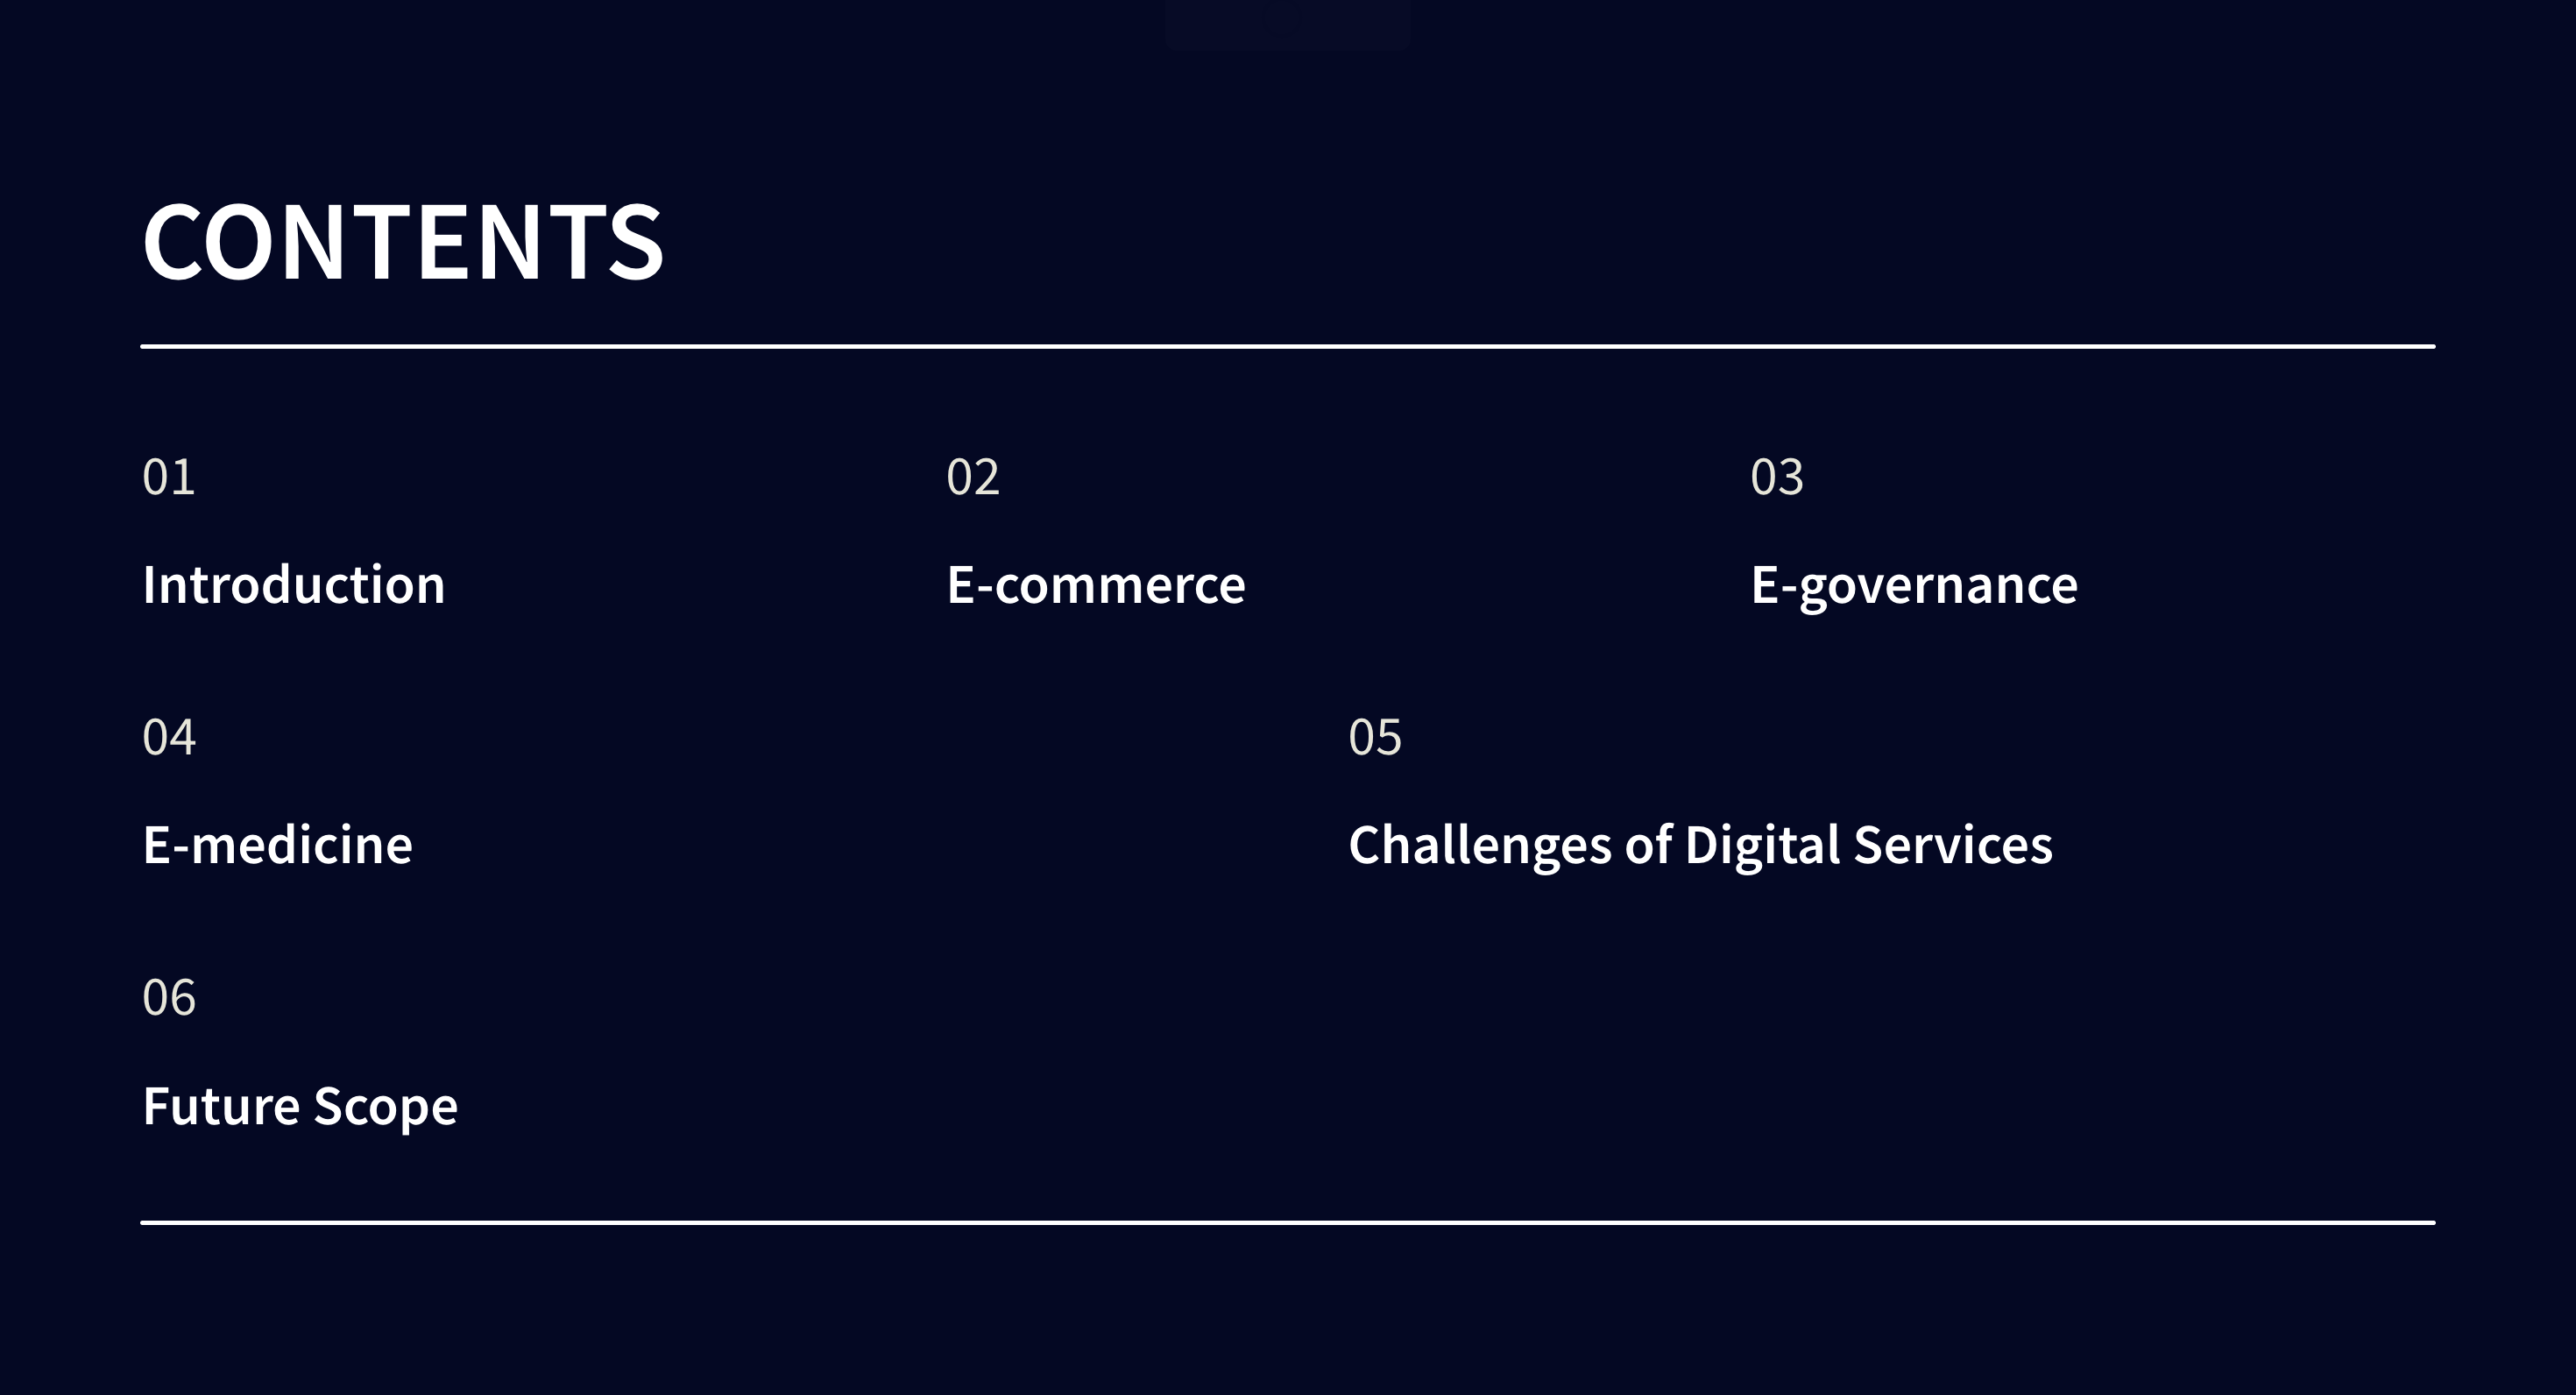 CONTENTS
01
Introduction
02
E-commerce
03
E-governance
04
E-medicine
05
Challenges of Digital Services
06
Future Scope